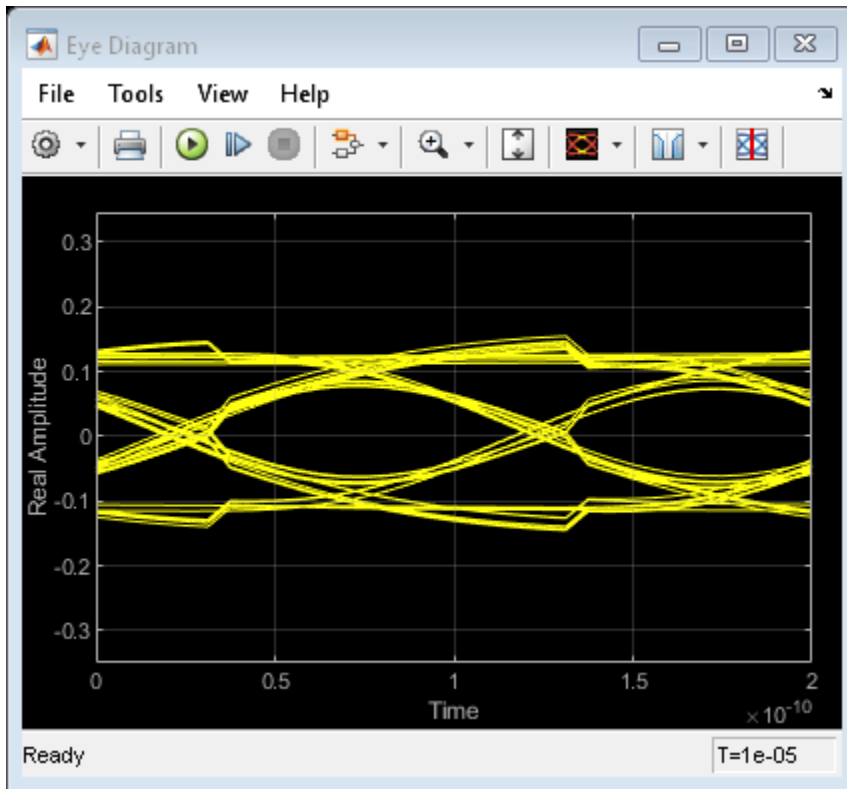 Eye Diagram
File Tools View Help
0.3
0.2
0.1
0
-0.1
-0.2
-0.3
Real Amplitude
0 0.5 1 1.5 2
Time
×10-10
Ready T=1e-05